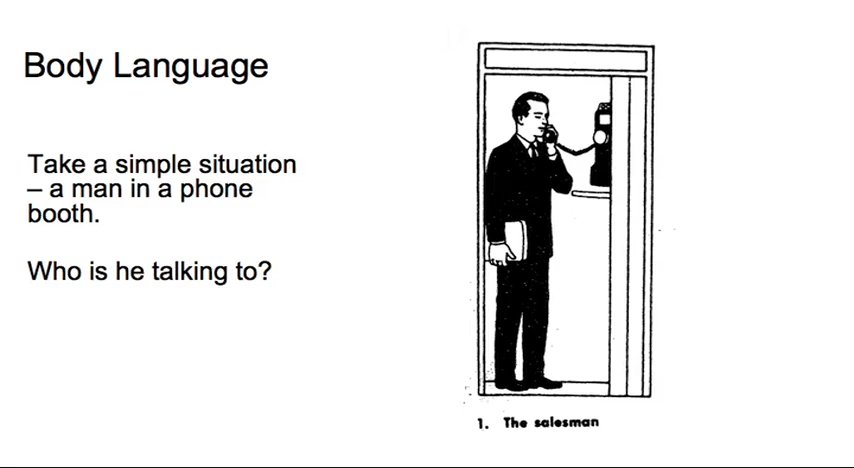 Body Language
Take a simple situation
– a man in a phone
booth.
Who is he talking to?
1. The salesman